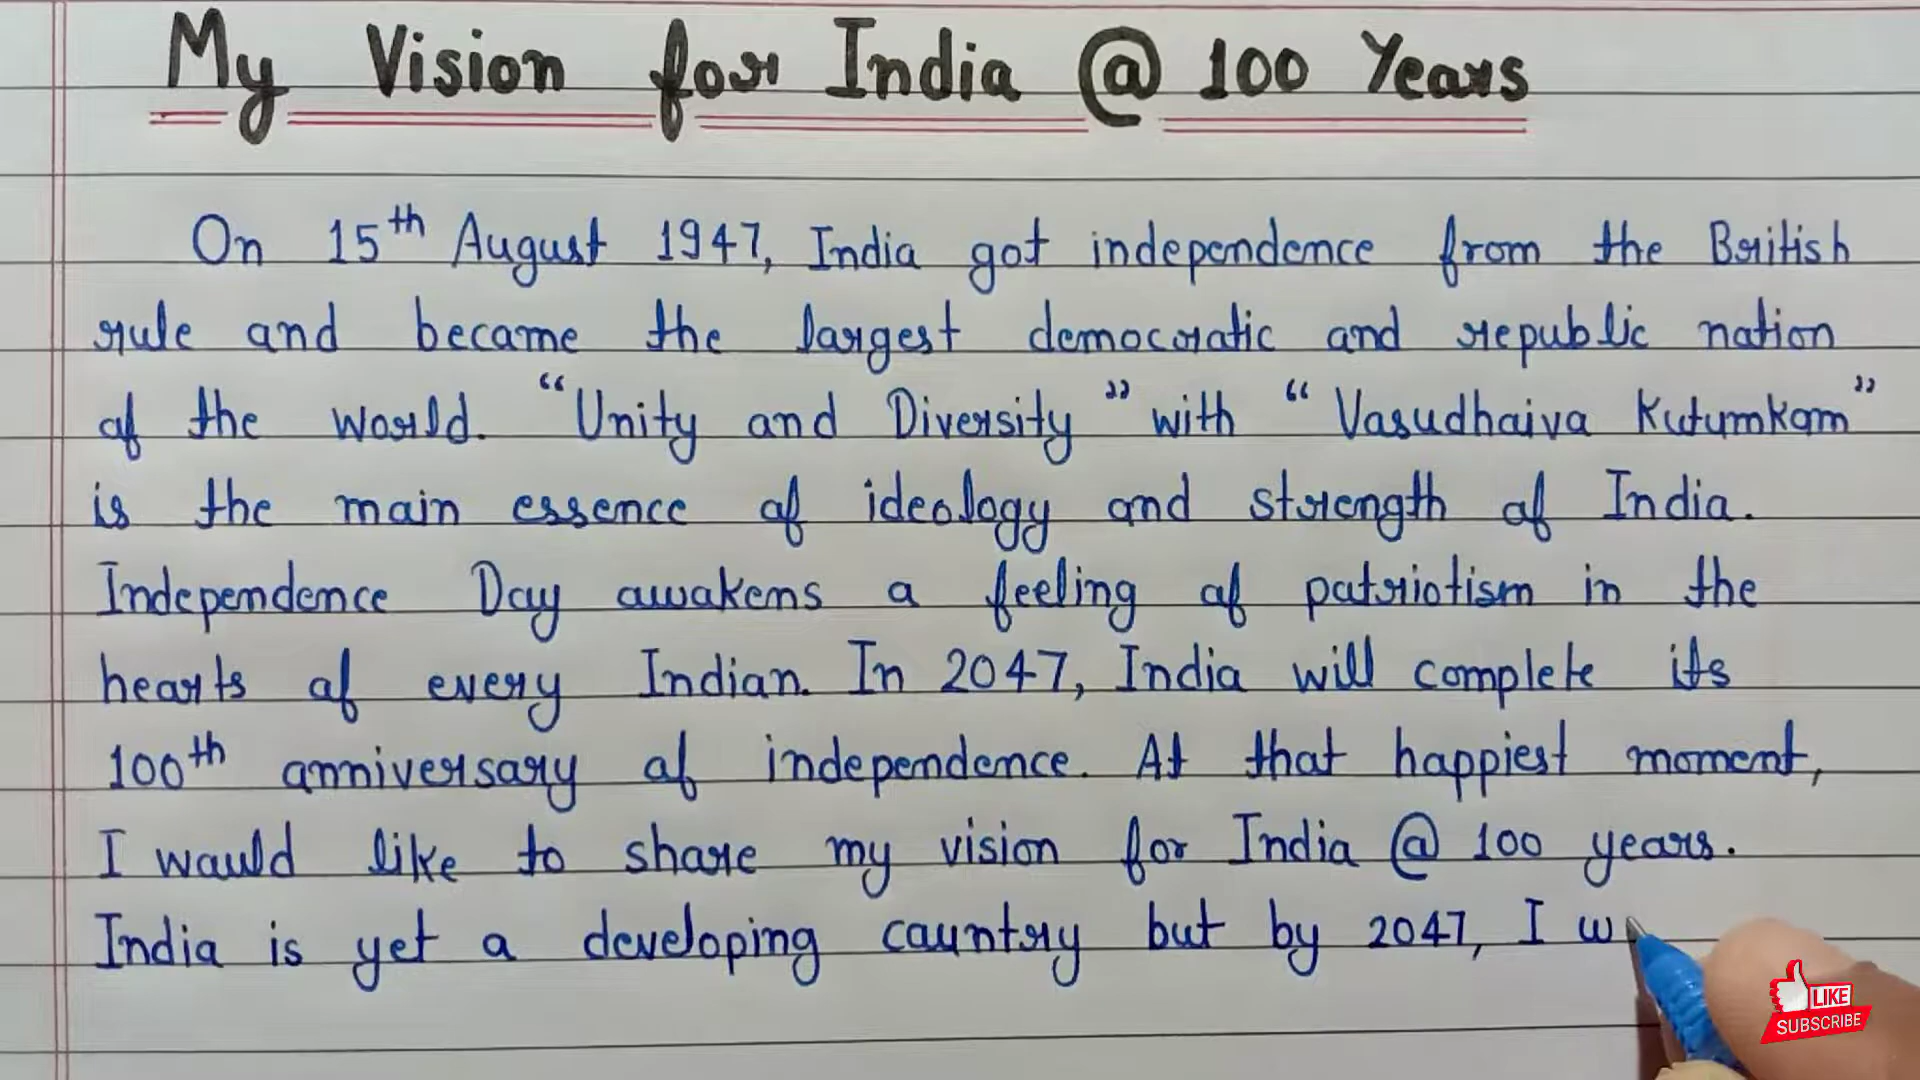 My Vision for India @ 100 Years
On 15th August 1947, India got independence from the British
rule and became the largest democratic and republic nation
of the world. “Unity and Diversity” with “Vasudhaiva Kutumkam”
is the main essence of ideology and strength of India.
Independence Day awakens a feeling of patriotism in the
hearts of every Indian. In 2047, India will complete its
100th anniversary of independence. At that happiest moment,
I would like to share my vision for India @ 100 years.
India is yet a developing country but by 2047, I w
LIKE
SUBSCRIBE